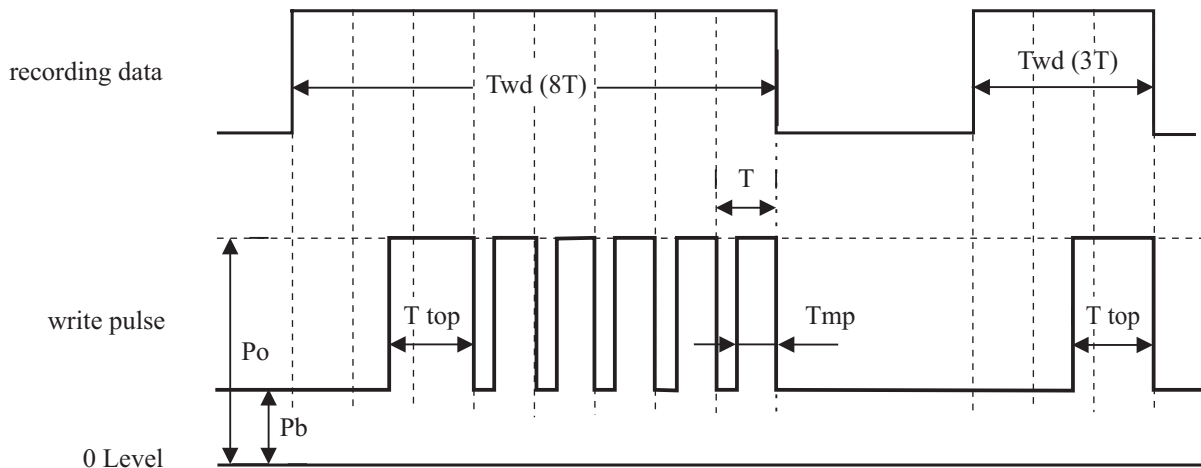 recording data
Twd (8T)
Twd (3T)
T
write pulse
T top
Tmp
T top
Po
Pb
0 Level